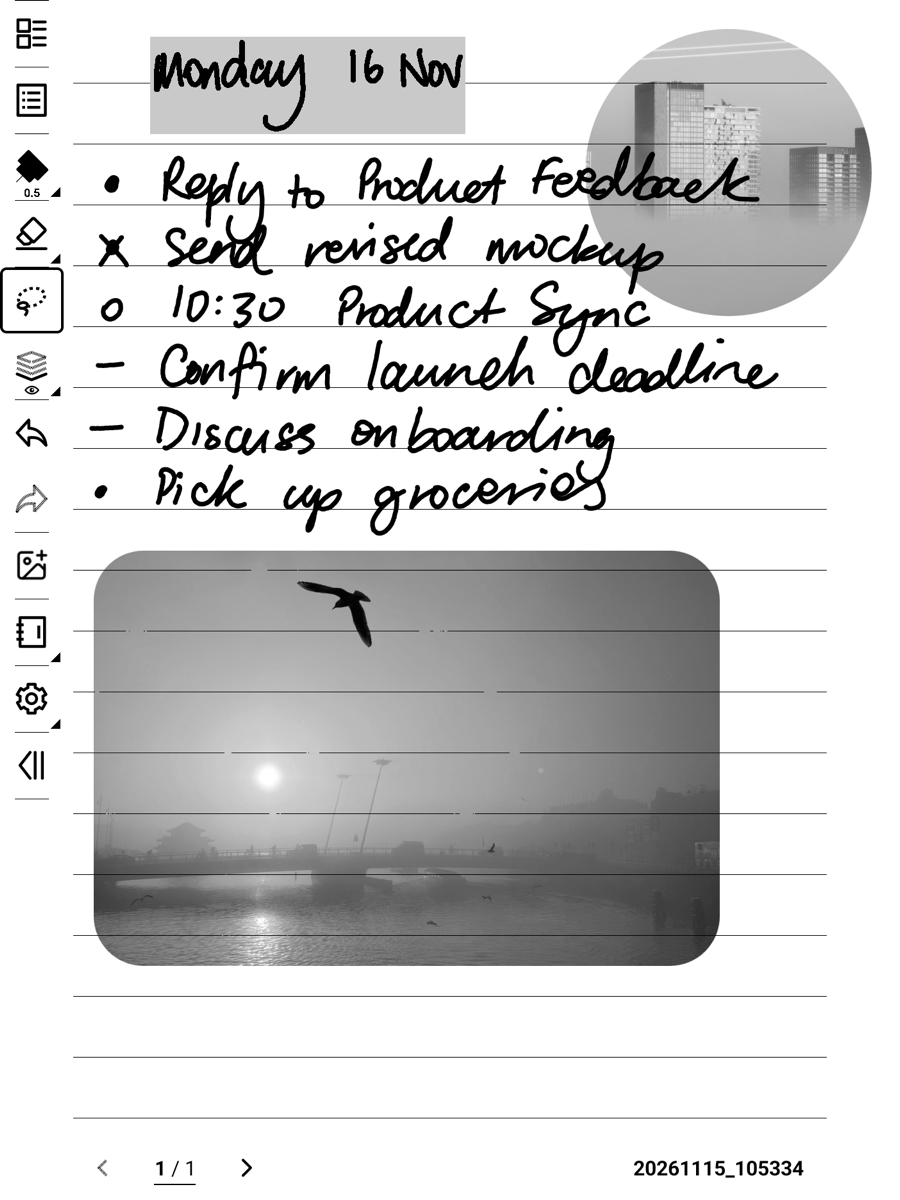 Monday 16 Nov
• Reply to Product Feedback
x Send revised mockup
o 10:30 Product Sync
– Confirm launch deadline
– Discuss onboarding
• Pick up groceries
0.5
1 / 1
20261115_105334